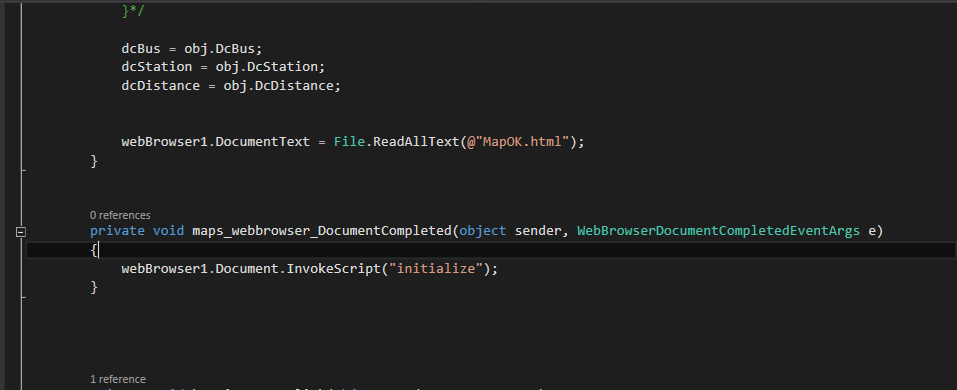 }*/
dcBus = obj.DcBus;
dcStation = obj.DcStation;
dcDistance = obj.DcDistance;
webBrowser1.DocumentText = File.ReadAllText(@"MapOK.html");
}
0 references
private void maps_webbrowser_DocumentCompleted(object sender, WebBrowserDocumentCompletedEventArgs e)
{
webBrowser1.Document.InvokeScript("initialize");
}
1 reference